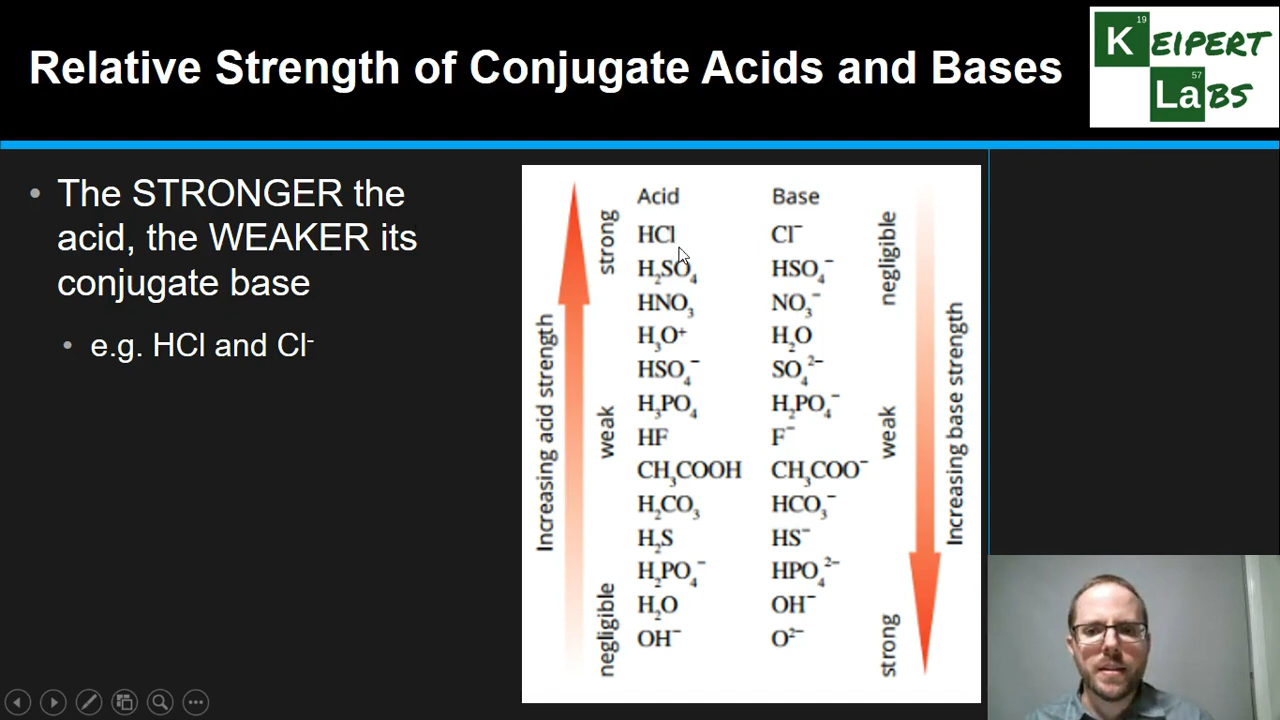 Relative Strength of Conjugate Acids and Bases
19
K EIPERT
57
La BS
• The STRONGER the
acid, the WEAKER its
conjugate base
• e.g. HCl and Cl⁻
Increasing acid strength
strong
weak
negligible
Acid Base
HCl Cl⁻
H₂SO₄ HSO₄⁻
HNO₃ NO₃⁻
H₃O⁺ H₂O
HSO₄⁻ SO₄²⁻
H₃PO₄ H₂PO₄⁻
HF F⁻
CH₃COOH CH₃COO⁻
H₂CO₃ HCO₃⁻
H₂S HS⁻
H₂PO₄⁻ HPO₄²⁻
H₂O OH⁻
OH⁻ O²⁻
negligible
weak
strong
Increasing base strength